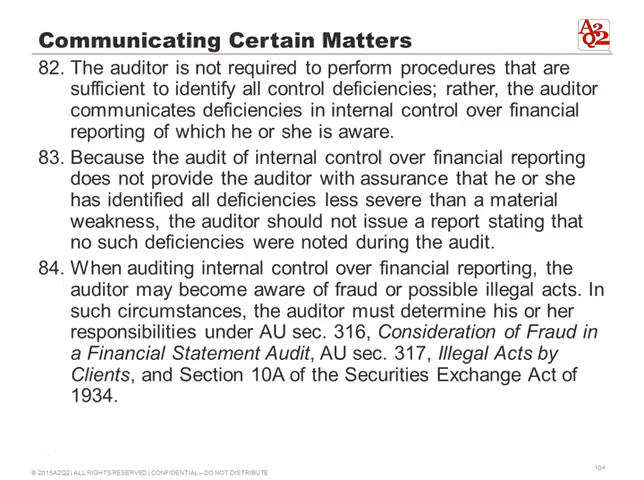 Communicating Certain Matters
A2Q2
82. The auditor is not required to perform procedures that are
sufficient to identify all control deficiencies; rather, the auditor
communicates deficiencies in internal control over financial
reporting of which he or she is aware.
83. Because the audit of internal control over financial reporting
does not provide the auditor with assurance that he or she
has identified all deficiencies less severe than a material
weakness, the auditor should not issue a report stating that
no such deficiencies were noted during the audit.
84. When auditing internal control over financial reporting, the
auditor may become aware of fraud or possible illegal acts. In
such circumstances, the auditor must determine his or her
responsibilities under AU sec. 316, Consideration of Fraud in
a Financial Statement Audit, AU sec. 317, Illegal Acts by
Clients, and Section 10A of the Securities Exchange Act of
1934.
© 2015A2Q2 | ALL RIGHTS RESERVED | CONFIDENTIAL – DO NOT DISTRIBUTE
104